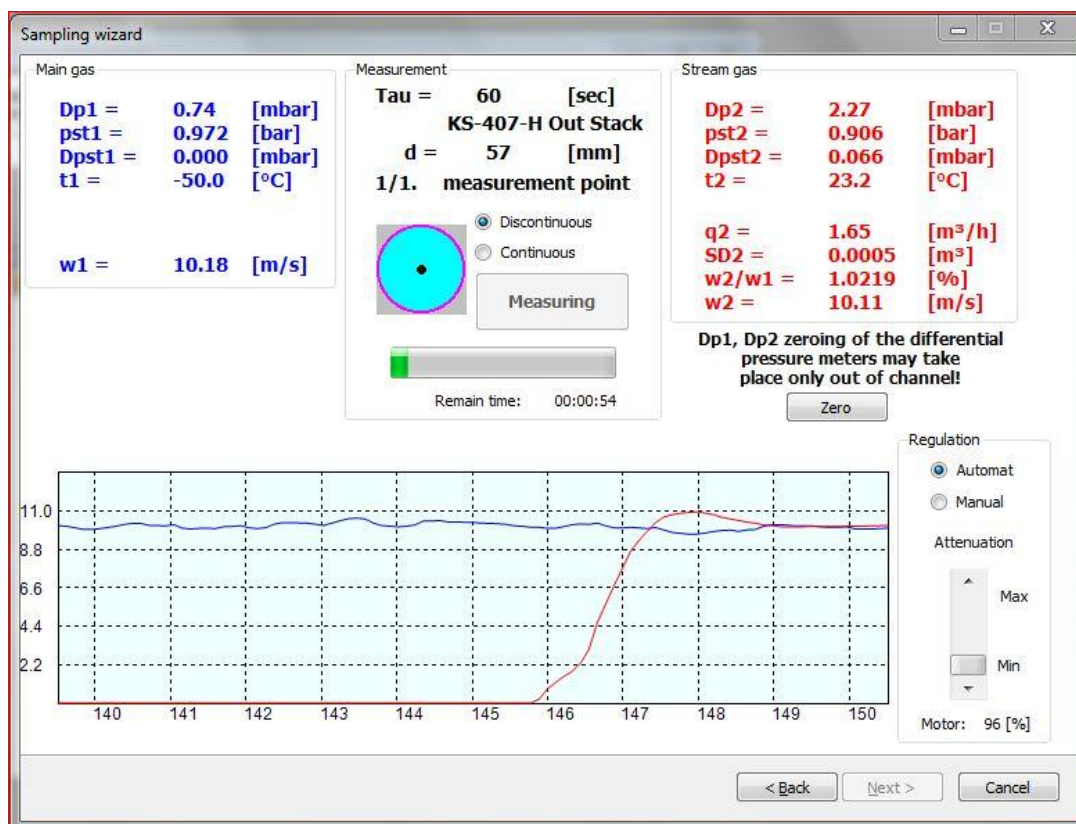 Sampling wizard
Main gas
Dp1 = 0.74 [mbar]
pst1 = 0.972 [bar]
Dpst1 = 0.000 [mbar]
t1 = -50.0 [°C]
w1 = 10.18 [m/s]
Measurement
Tau = 60 [sec]
KS-407-H Out Stack
d = 57 [mm]
1/1. measurement point
Discontinuous
Continuous
Measuring
Remain time: 00:00:54
Stream gas
Dp2 = 2.27 [mbar]
pst2 = 0.906 [bar]
Dpst2 = 0.066 [mbar]
t2 = 23.2 [°C]
q2 = 1.65 [m³/h]
SD2 = 0.0005 [m³]
w2/w1 = 1.0219 [%]
w2 = 10.11 [m/s]
Dp1, Dp2 zeroing of the differential
pressure meters may take
place only out of channel!
Zero
11.0
8.8
6.6
4.4
2.2
140 141 142 143 144 145 146 147 148 149 150
Regulation
Automat
Manual
Attenuation
Max
Min
Motor: 96 [%]
< Back Next > Cancel